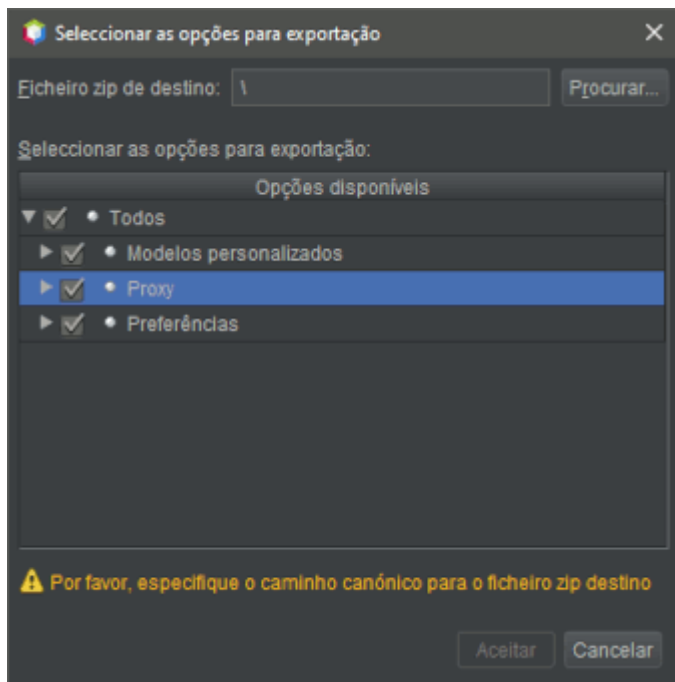 Seleccionar as opções para exportação
Ficheiro zip de destino: \ Procurar...
Seleccionar as opções para exportação:
Opções disponíveis
Todos
Modelos personalizados
Proxy
Preferências
Por favor, especifique o caminho canónico para o ficheiro zip destino
Aceitar Cancelar